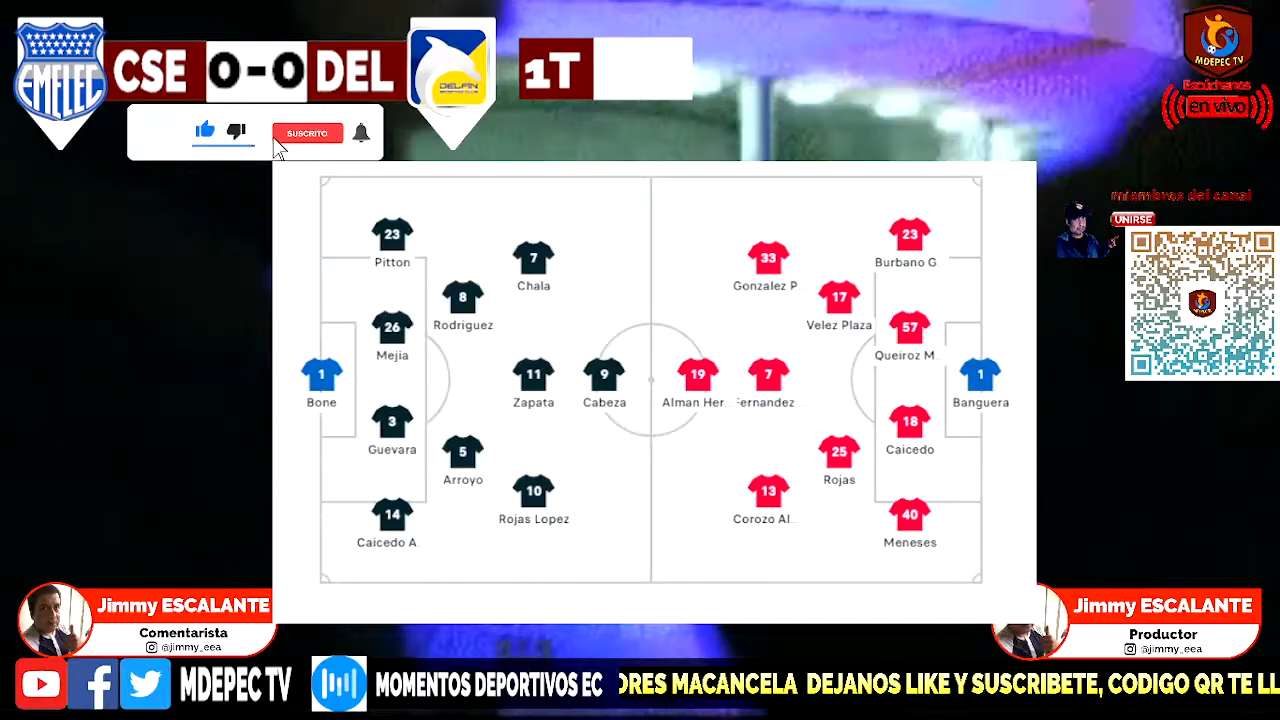 EMELEC
CSE 0-0 DEL
DELFIN
1T
MDEPEC TV
Escúchanos
en vivo
SUSCRITO
miembros del canal
UNIRSE
23
Pitton
7
Chala
8
Rodriguez
26
Mejia
1
Bone
11
Zapata
9
Cabeza
3
Guevara
5
Arroyo
10
Rojas Lopez
14
Caicedo A.
33
Gonzalez P...
23
Burbano G.
17
Velez Plaza
57
Queiroz M...
19
Alman Her...
7
Fernandez ...
1
Banguera
18
Caicedo
25
Rojas
13
Corozo Al...
40
Meneses
Jimmy ESCALANTE
Comentarista
@jimmy_eea
Jimmy ESCALANTE
Productor
@jimmy_eea
MDEPEC TV
MOMENTOS DEPORTIVOS EC
DRES MACANCELA DEJANOS LIKE Y SUSCRIBETE, CODIGO QR TE LL